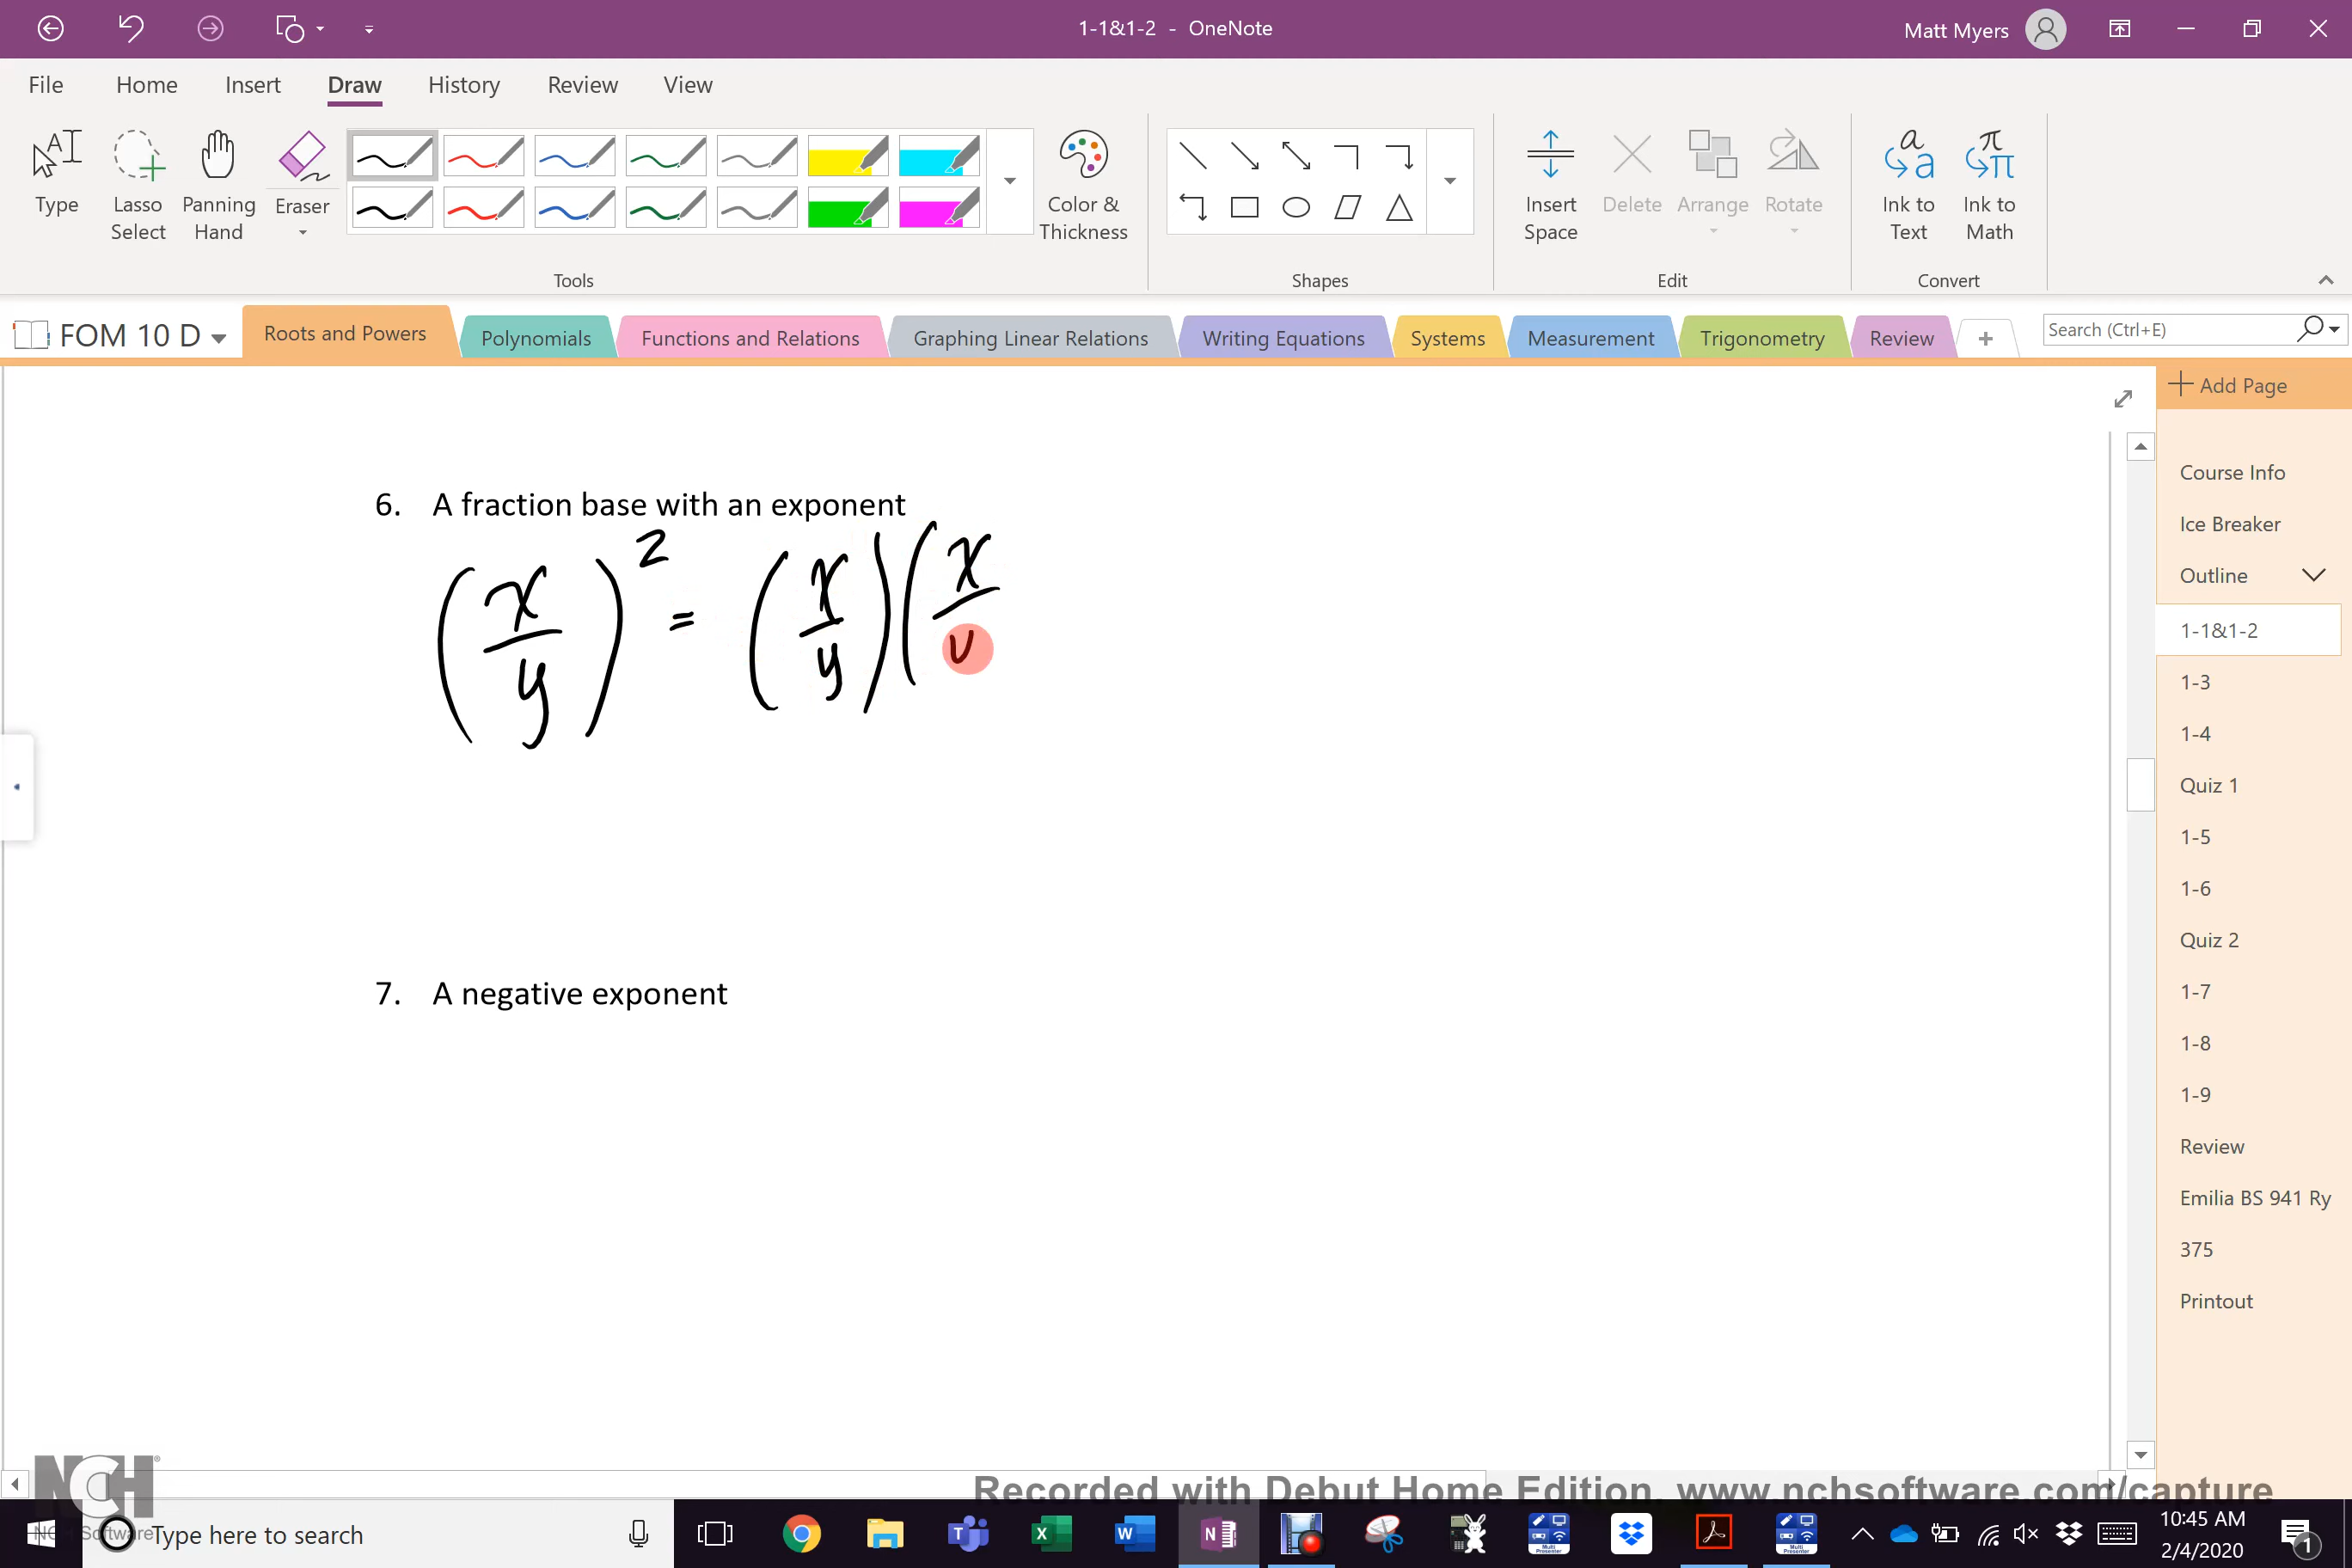 1-1&1-2 - OneNote
Matt Myers
File Home Insert Draw History Review View
Type
Lasso Select
Panning Hand
Eraser
Color & Thickness
Insert Space
Delete
Arrange
Rotate
Ink to Text
Ink to Math
Tools Shapes Edit Convert
FOM 10 D
Roots and Powers Polynomials Functions and Relations Graphing Linear Relations Writing Equations Systems Measurement Trigonometry Review +
Search (Ctrl+E)
Add Page
Course Info
Ice Breaker
Outline
1-1&1-2
1-3
1-4
Quiz 1
1-5
1-6
Quiz 2
1-7
1-8
1-9
Review
Emilia BS 941 Ry
375
Printout
6. A fraction base with an exponent
(x/y)² = (x/y)(x/
7. A negative exponent
NCH®
NCH Software
Recorded with Debut Home Edition. www.nchsoftware.com/capture
Type here to search
10:45 AM
2/4/2020
1